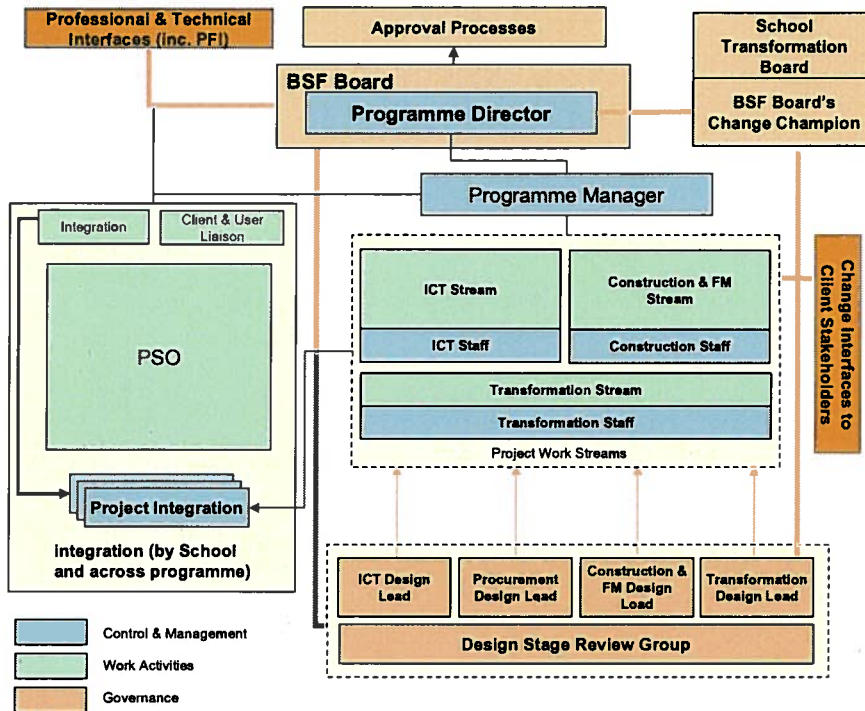 Professional & Technical
Interfaces (inc. PFI)
Approval Processes
School
Transformation
Board
BSF Board's
Change Champion
BSF Board
Programme Director
Programme Manager
Integration
Client & User
Liaison
PSO
Project Integration
integration (by School
and across programme)
ICT Stream
ICT Staff
Construction & FM
Stream
Construction Staff
Transformation Stream
Transformation Staff
Project Work Streams
Change Interfaces to
Client Stakeholders
ICT Design
Lead
Procurement
Design Lead
Construction &
FM Design
Load
Transformation
Design Lead
Design Stage Review Group
Control & Management
Work Activities
Governance